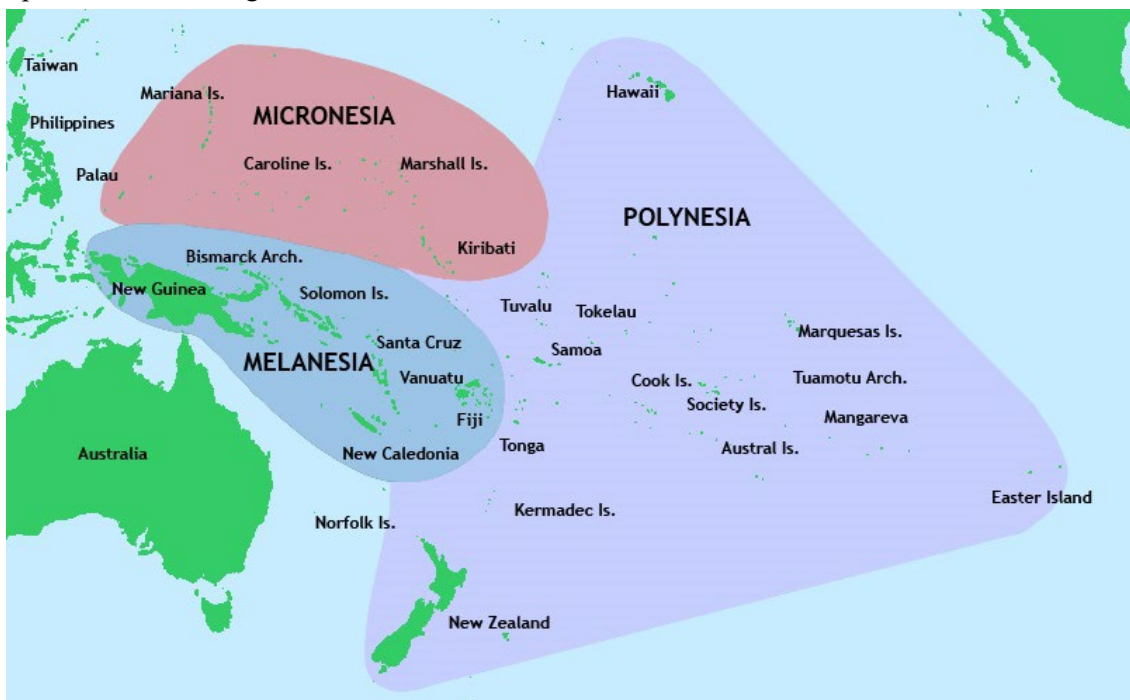 Taiwan
Hawaii
Mariana Is.
MICRONESIA
Philippines
Caroline Is.
Marshall Is.
Palau
POLYNESIA
Kiribati
Bismarck Arch.
New Guinea
Solomon Is.
Tuvalu
Tokelau
Marquesas Is.
Santa Cruz
Samoa
MELANESIA
Vanuatu
Cook Is.
Tuamotu Arch.
Society Is.
Fiji
Mangareva
Australia
New Caledonia
Tonga
Austral Is.
Easter Island
Kermadec Is.
Norfolk Is.
New Zealand